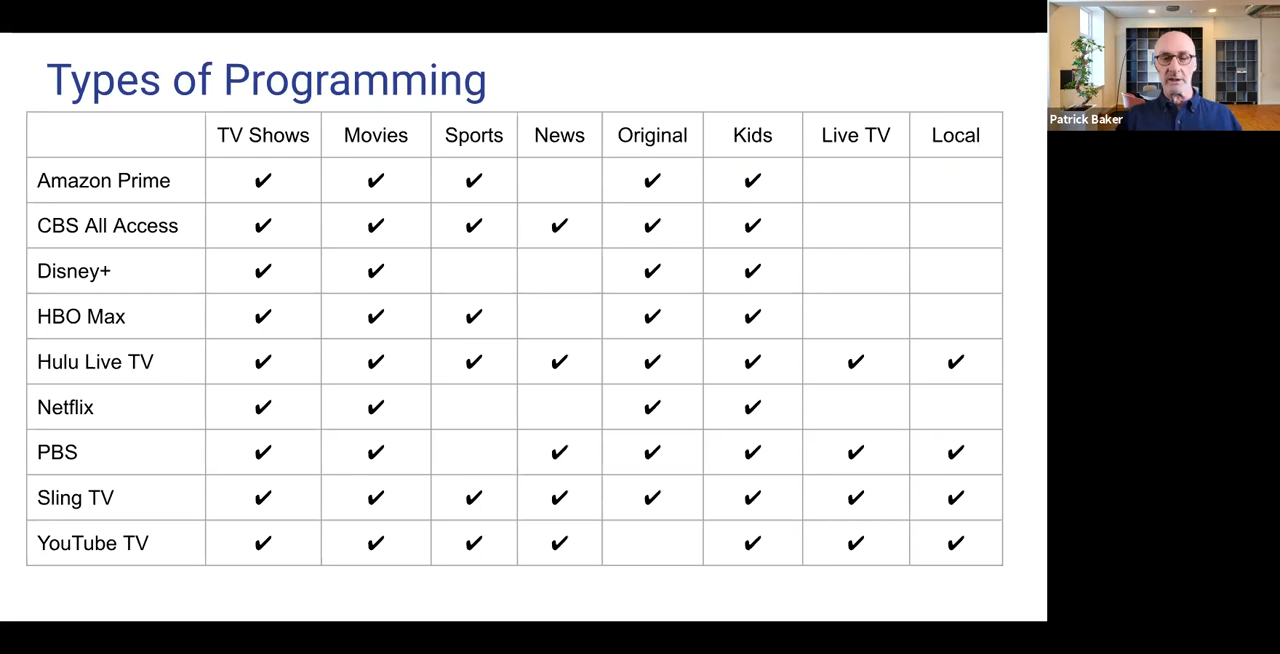 Types of Programming
TV Shows Movies Sports News Original Kids Live TV Local
Amazon Prime ✔ ✔ ✔ ✔ ✔
CBS All Access ✔ ✔ ✔ ✔ ✔ ✔
Disney+ ✔ ✔ ✔ ✔
HBO Max ✔ ✔ ✔ ✔ ✔
Hulu Live TV ✔ ✔ ✔ ✔ ✔ ✔ ✔ ✔
Netflix ✔ ✔ ✔ ✔
PBS ✔ ✔ ✔ ✔ ✔ ✔ ✔
Sling TV ✔ ✔ ✔ ✔ ✔ ✔ ✔ ✔
YouTube TV ✔ ✔ ✔ ✔ ✔ ✔ ✔
Patrick Baker